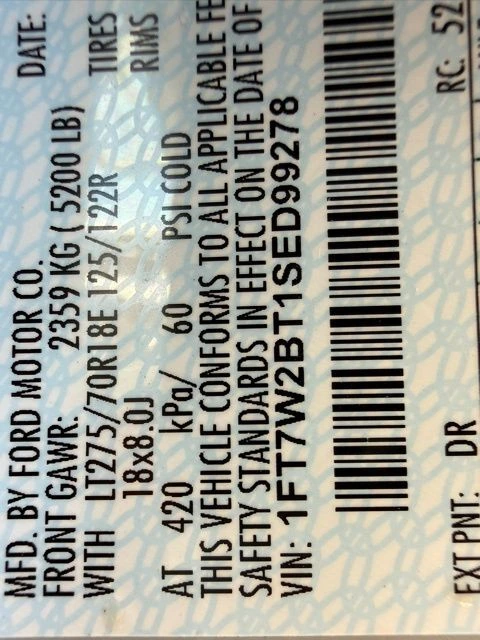 MFD. BY FORD MOTOR CO. DATE:
FRONT GAWR: 2359 KG ( 5200 LB)
WITH LT275/70R18E 125/122R TIRES
18x8.0J RIMS
AT 420 kPa/ 60 PSI COLD
THIS VEHICLE CONFORMS TO ALL APPLICABLE FE
SAFETY STANDARDS IN EFFECT ON THE DATE OF
VIN: 1FT7W2BT1SED99278
EXT PNT: DR RC: 52